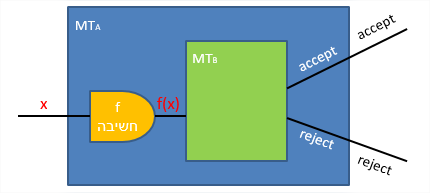 MTA
accept
MTB
accept
x
f
חשיבה
f(x)
reject
reject